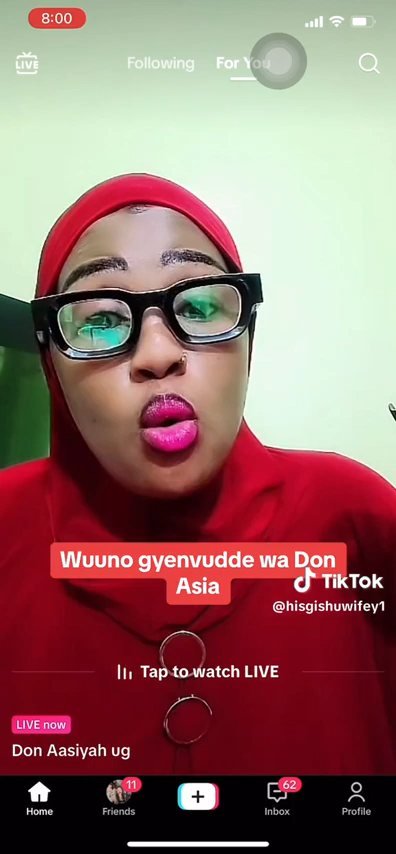 8:00
LIVE
Following For You
Wuuno gyenvudde wa Don
Asia
TikTok
@hisgishuwifey1
Tap to watch LIVE
LIVE now
Don Aasiyah ug
11
62
Home Friends Inbox Profile